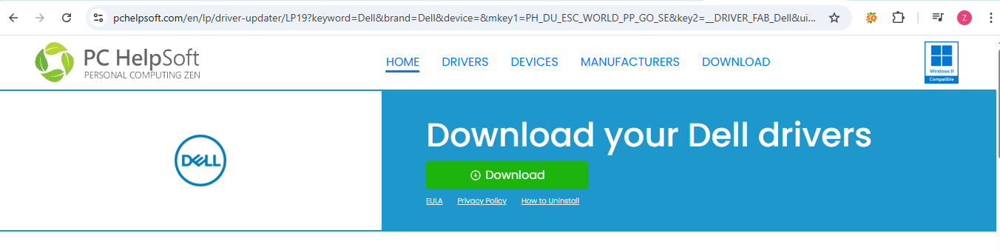 pchelpsoft.com/en/lp/driver-updater/LP19?keyword=Dell&brand=Dell&device=&mkey1=PH_DU_ESC_WORLD_PP_GO_SE&key2=__DRIVER_FAB_Dell&ui...
Z
PC HelpSoft
PERSONAL COMPUTING ZEN
HOME DRIVERS DEVICES MANUFACTURERS DOWNLOAD
Windows 11
Compatible
DELL
Download your Dell drivers
Download
EULA Privacy Policy How to Uninstall